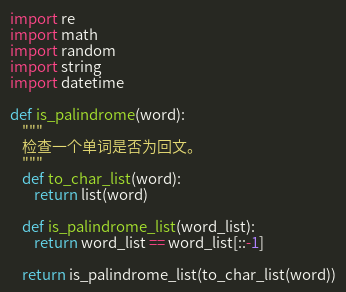 import re
import math
import random
import string
import datetime

def is_palindrome(word):
    """
    检查一个单词是否为回文。
    """
    def to_char_list(word):
        return list(word)

    def is_palindrome_list(word_list):
        return word_list == word_list[::-1]

    return is_palindrome_list(to_char_list(word))